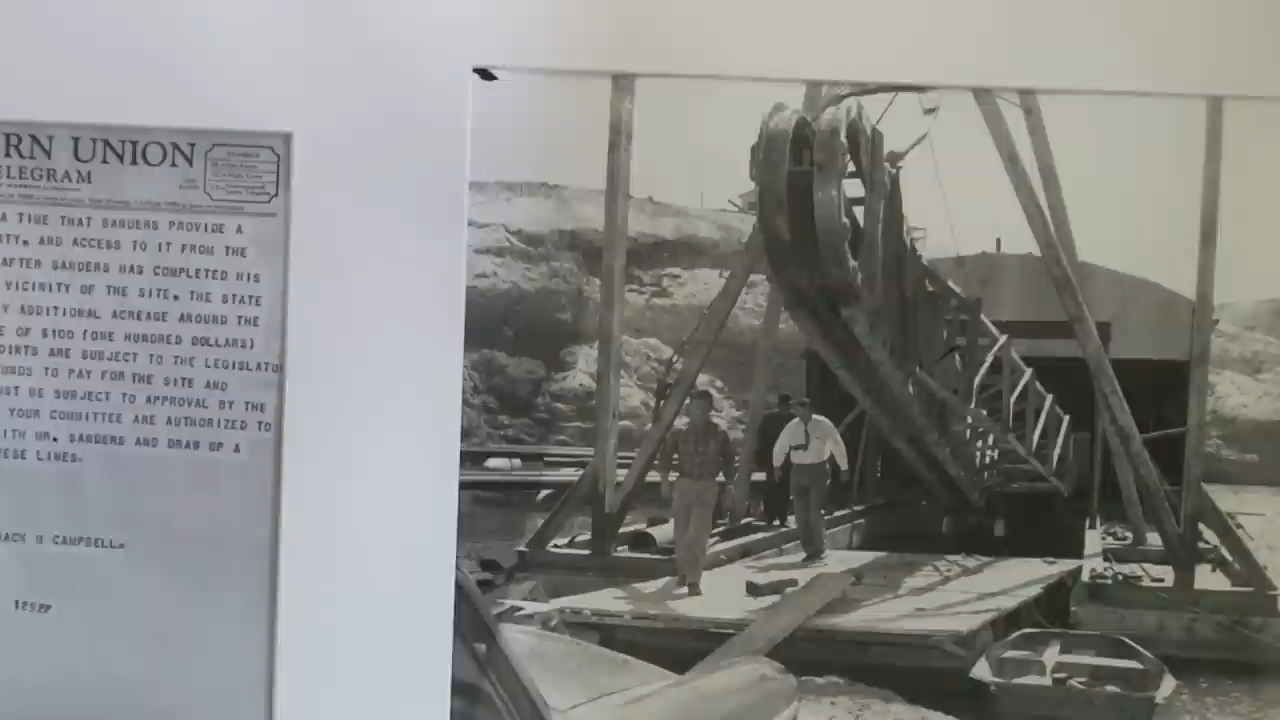 RN UNION
ELEGRAM
A TIME THAT SANDERS PROVIDE A
RTY, AND ACCESS TO IT FROM THE
AFTER SANDERS HAS COMPLETED HIS
VICINITY OF THE SITE, THE STATE
Y ADDITIONAL ACREAGE AROUND THE
E OF $100 (ONE HUNDRED DOLLARS)
OINTS ARE SUBJECT TO THE LEGISLATU
UNDS TO PAY FOR THE SITE AND
UST BE SUBJECT TO APPROVAL BY THE
YOUR COMMITTEE ARE AUTHORIZED TO
ITH MR. SANDERS AND DRAW UP A
ESE LINES.
ACK M CAMPBELL.